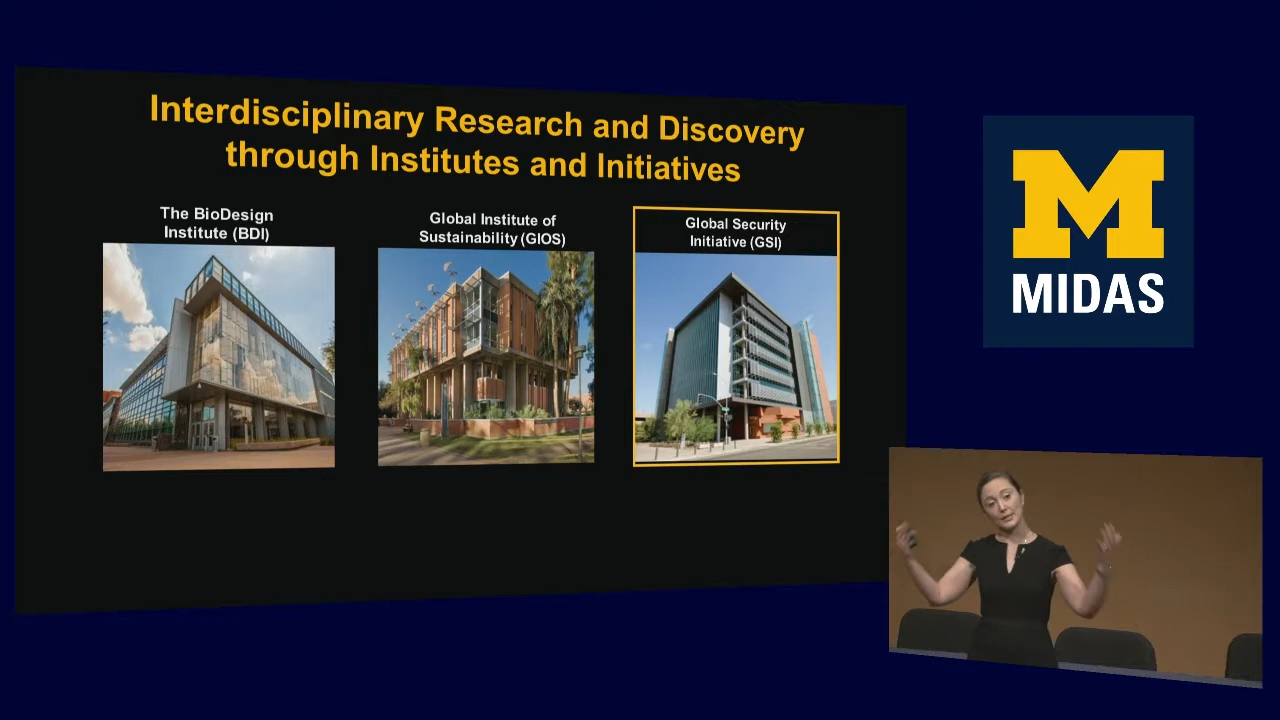 Interdisciplinary Research and Discovery
through Institutes and Initiatives
The BioDesign
Institute (BDI)
Global Institute of
Sustainability (GIOS)
Global Security
Initiative (GSI)
M
MIDAS